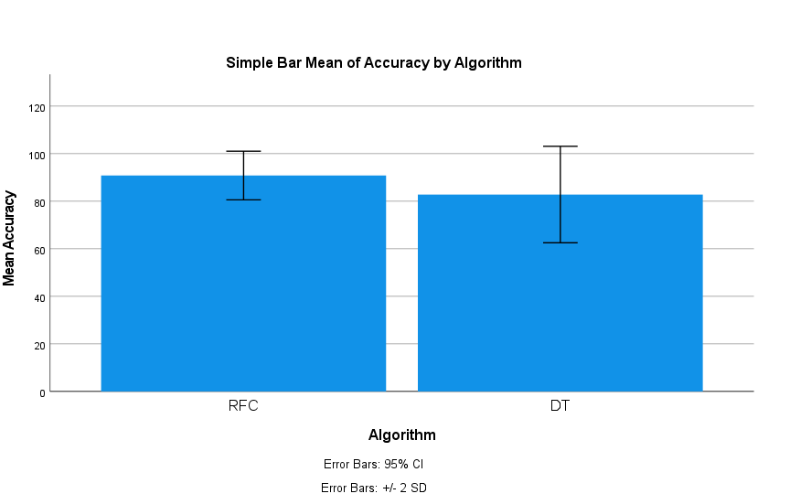 Simple Bar Mean of Accuracy by Algorithm
120
100
80
60
40
20
0
Mean Accuracy
RFC
DT
Algorithm
Error Bars: 95% CI
Error Bars: +/- 2 SD